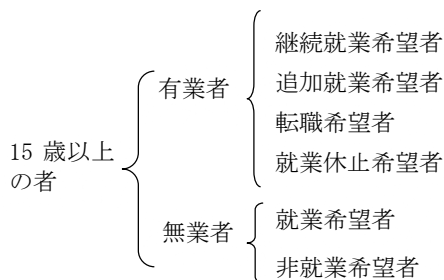 15 歳以上
の者
有業者
継続就業希望者
追加就業希望者
転職希望者
就業休止希望者
無業者
就業希望者
非就業希望者